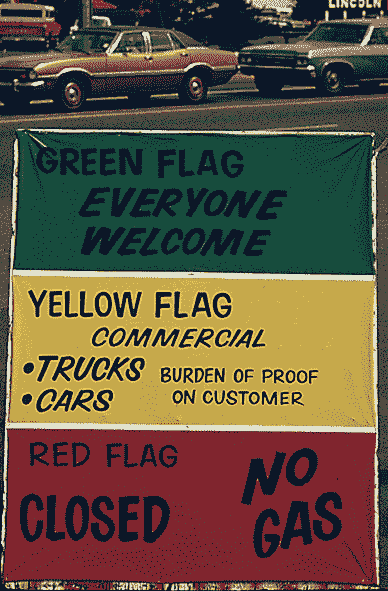 LINCOLN
GREEN FLAG
EVERYONE
WELCOME
YELLOW FLAG
COMMERCIAL
•TRUCKS
•CARS
BURDEN OF PROOF
ON CUSTOMER
RED FLAG
CLOSED
NO
GAS